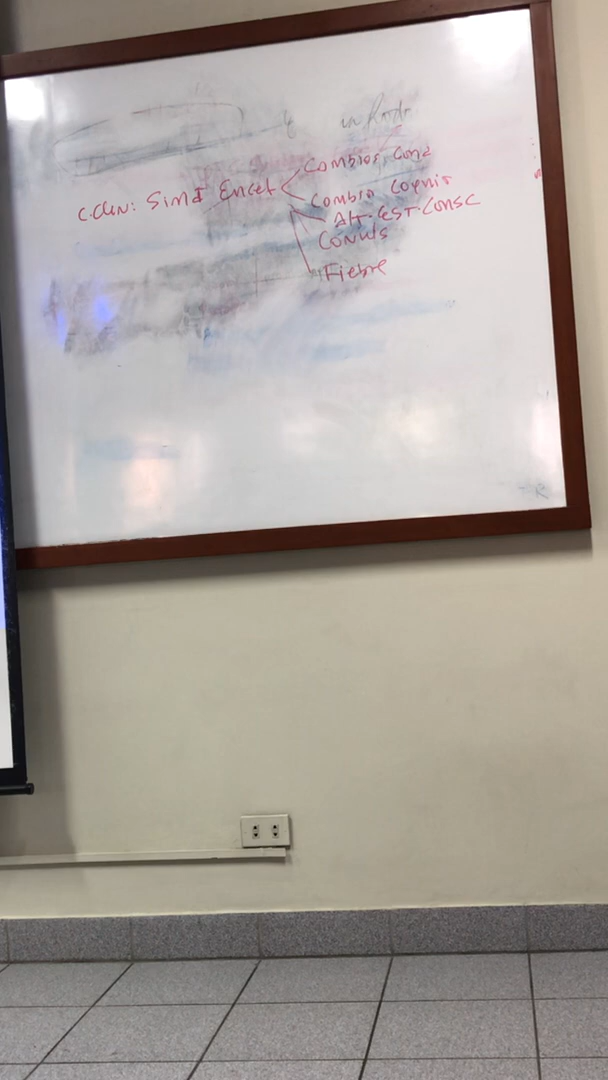 Cambios Cond
C. Clin: Sind Encef
Cambio Cognit
Alt. Est. Consc
Convuls
Fiebre
R